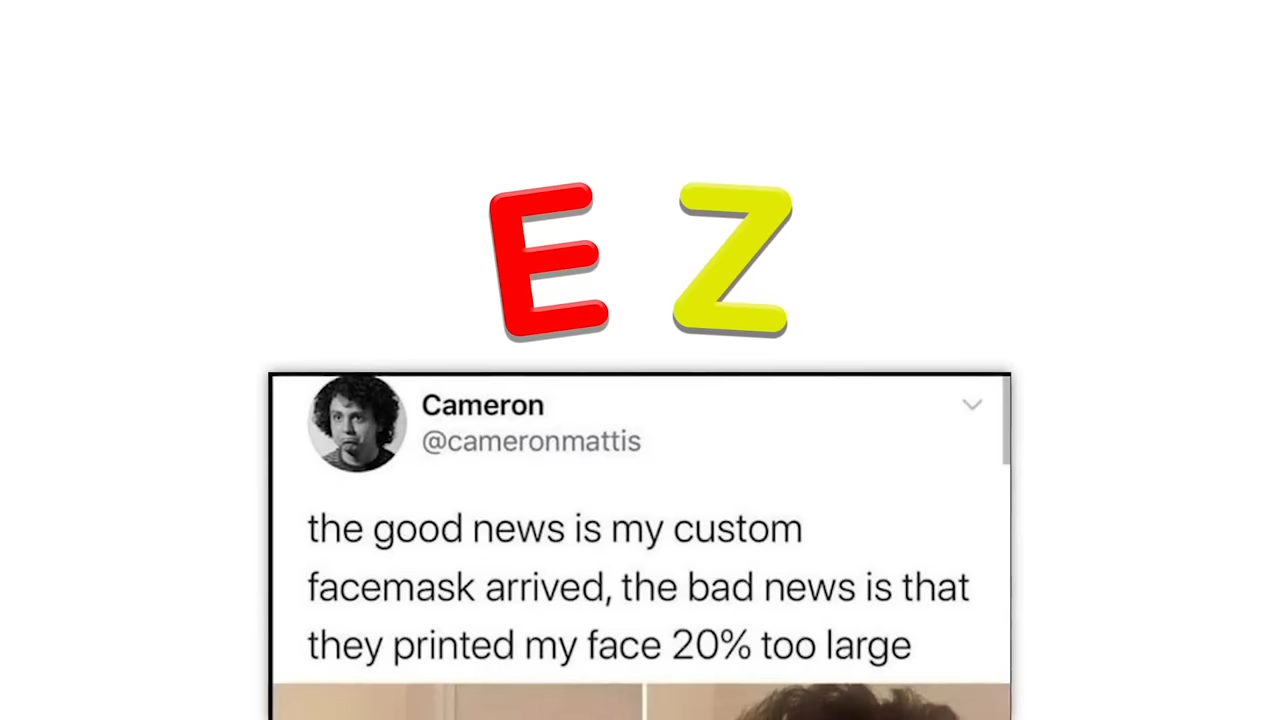 E Z
Cameron
@cameronmattis
the good news is my custom
facemask arrived, the bad news is that
they printed my face 20% too large